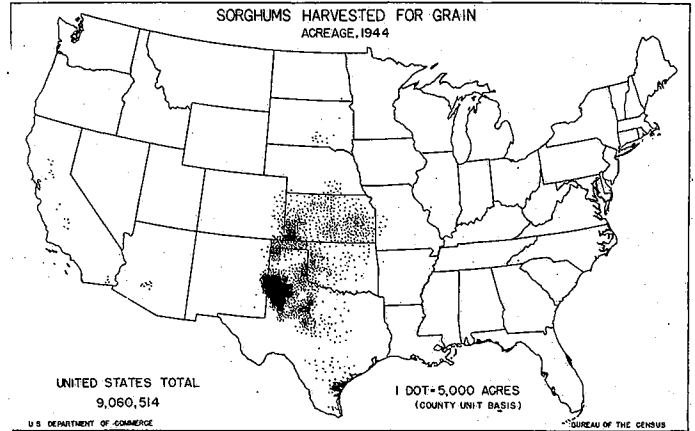 SORGHUMS HARVESTED FOR GRAIN
ACREAGE, 1944
UNITED STATES TOTAL
9,060,514
1 DOT=5,000 ACRES
(COUNTY UNIT BASIS)
U S DEPARTMENT OF COMMERCE
BUREAU OF THE CENSUS